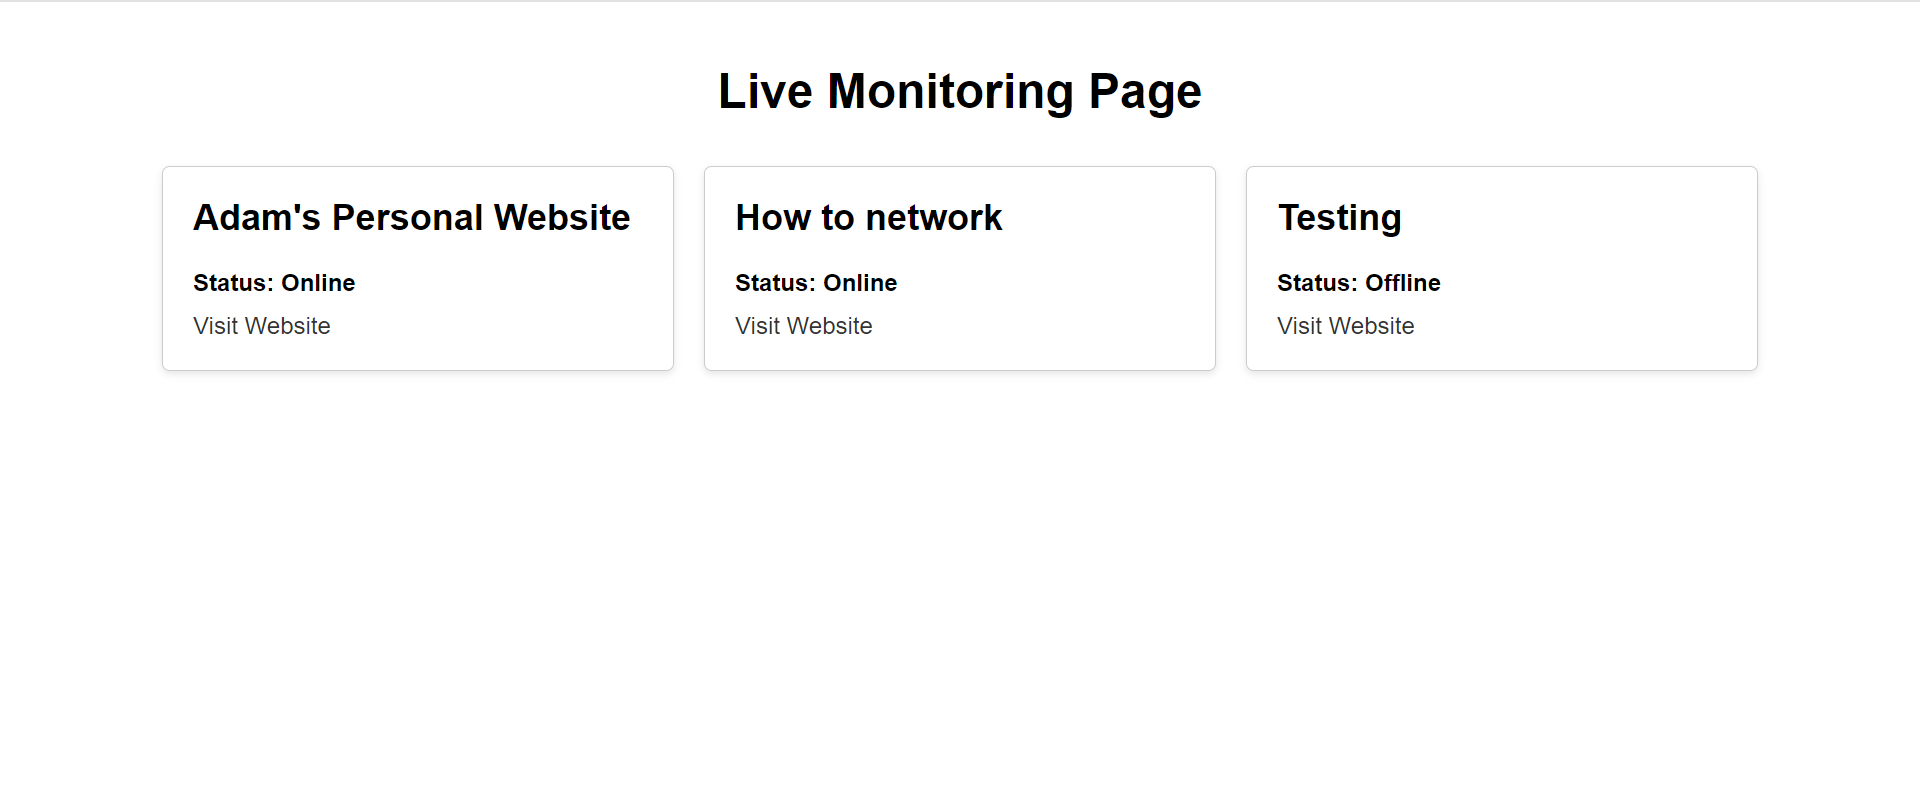 Live Monitoring Page
Adam's Personal Website
Status: Online
Visit Website
How to network
Status: Online
Visit Website
Testing
Status: Offline
Visit Website